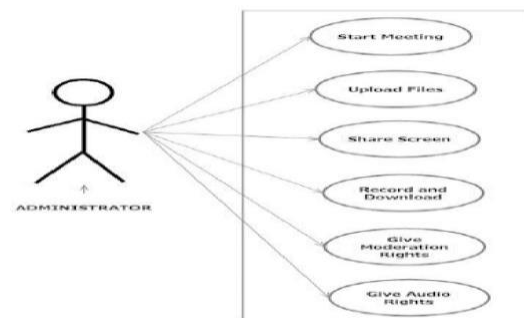 Start Meeting
Upload Files
Share Screen
Record and
Download
ADMINISTRATOR
Give
Moderation
Rights
Give Audio
Rights